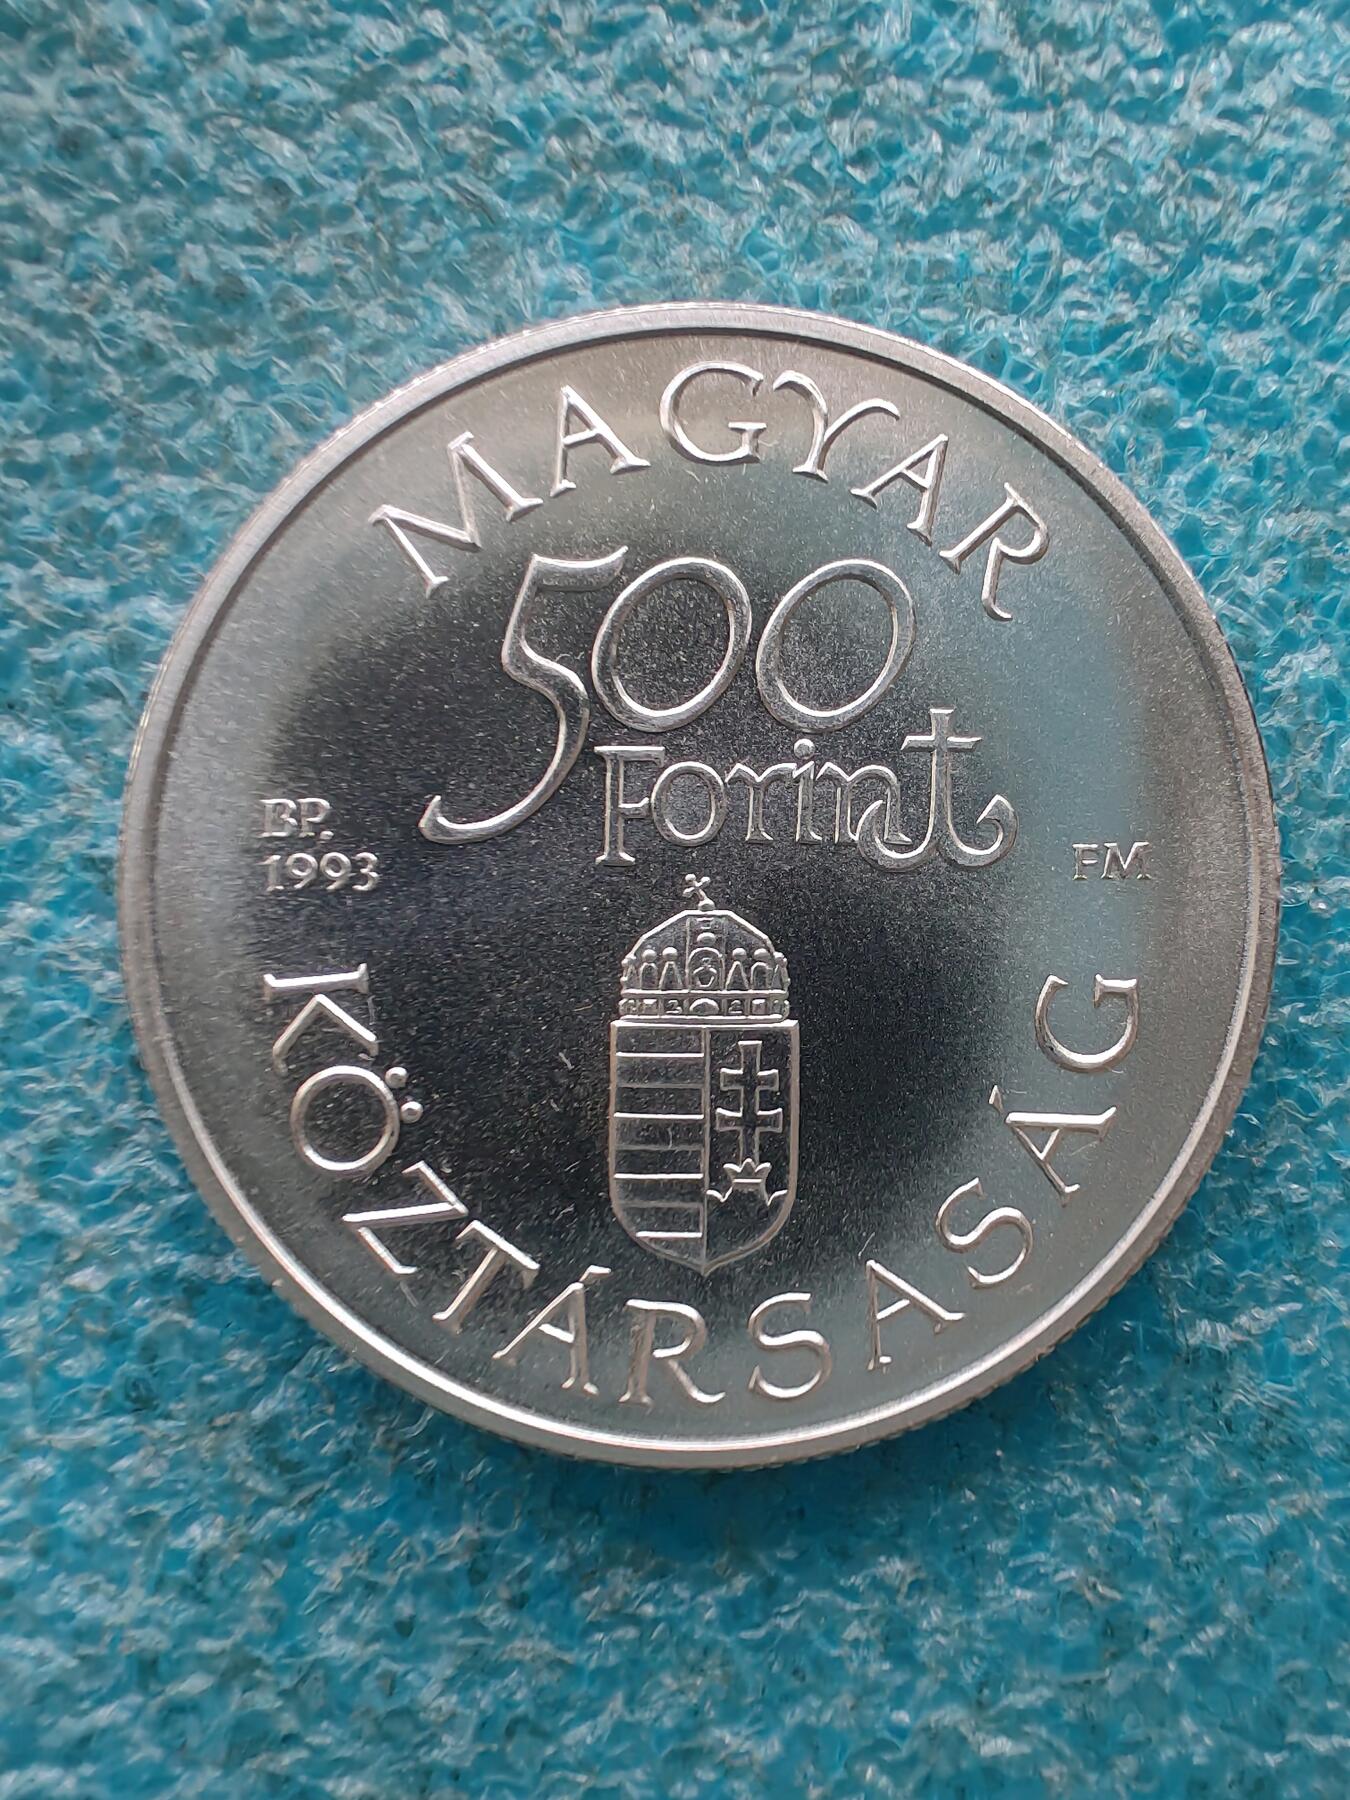 MAGYAR
500
Forint
BP.
1993
FM
KÖZTÁRSASÁG